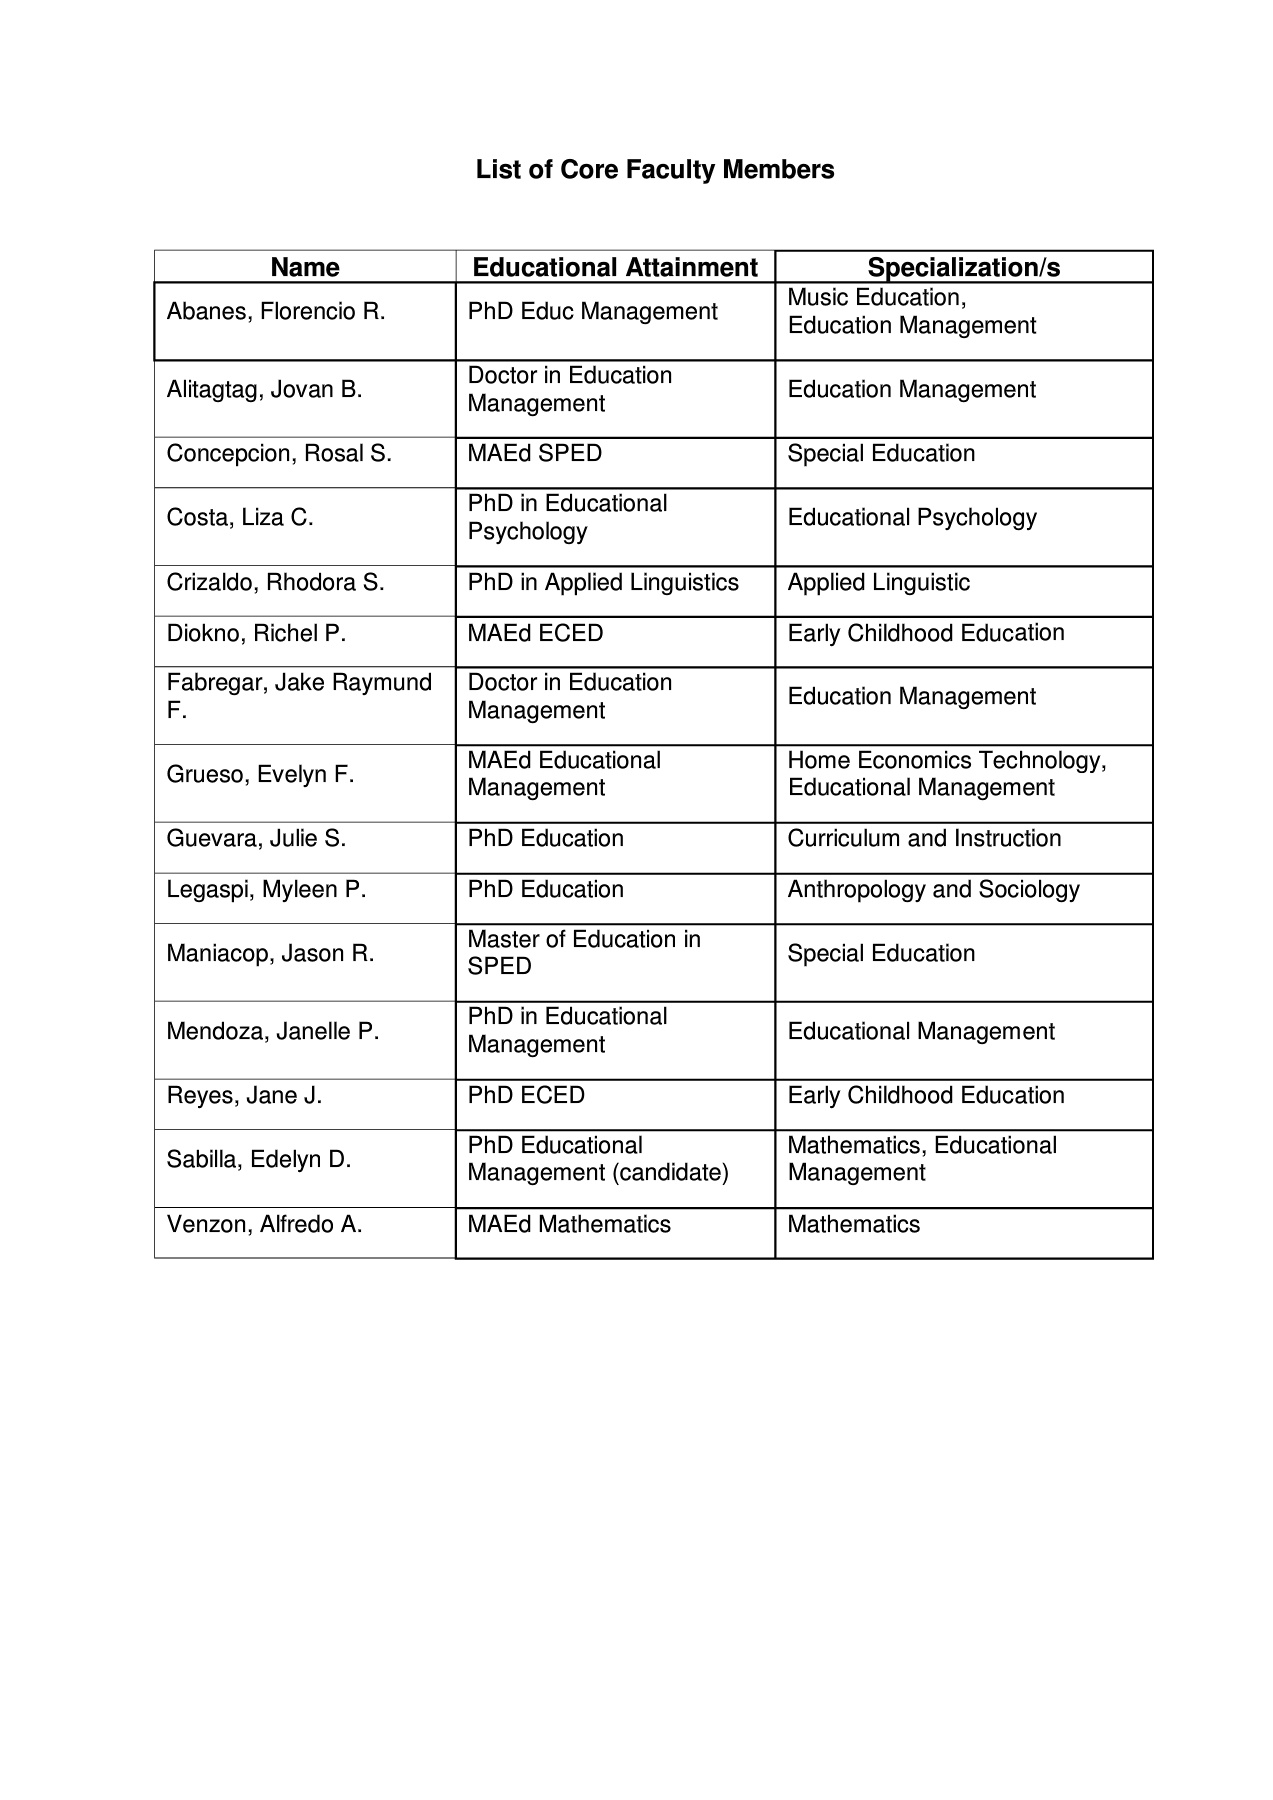 List of Core Faculty Members
Name
Educational Attainment
Specialization/s
Abanes, Florencio R.
PhD Educ Management
Music Education,
Education Management
Alitagtag, Jovan B.
Doctor in Education
Management
Education Management
Concepcion, Rosal S.
MAEd SPED
Special Education
Costa, Liza C.
PhD in Educational
Psychology
Educational Psychology
Crizaldo, Rhodora S.
PhD in Applied Linguistics
Applied Linguistic
Diokno, Richel P.
MAEd ECED
Early Childhood Education
Fabregar, Jake Raymund
F.
Doctor in Education
Management
Education Management
Grueso, Evelyn F.
MAEd Educational
Management
Home Economics Technology,
Educational Management
Guevara, Julie S.
PhD Education
Curriculum and Instruction
Legaspi, Myleen P.
PhD Education
Anthropology and Sociology
Maniacop, Jason R.
Master of Education in
SPED
Special Education
Mendoza, Janelle P.
PhD in Educational
Management
Educational Management
Reyes, Jane J.
PhD ECED
Early Childhood Education
Sabilla, Edelyn D.
PhD Educational
Management (candidate)
Mathematics, Educational
Management
Venzon, Alfredo A.
MAEd Mathematics
Mathematics